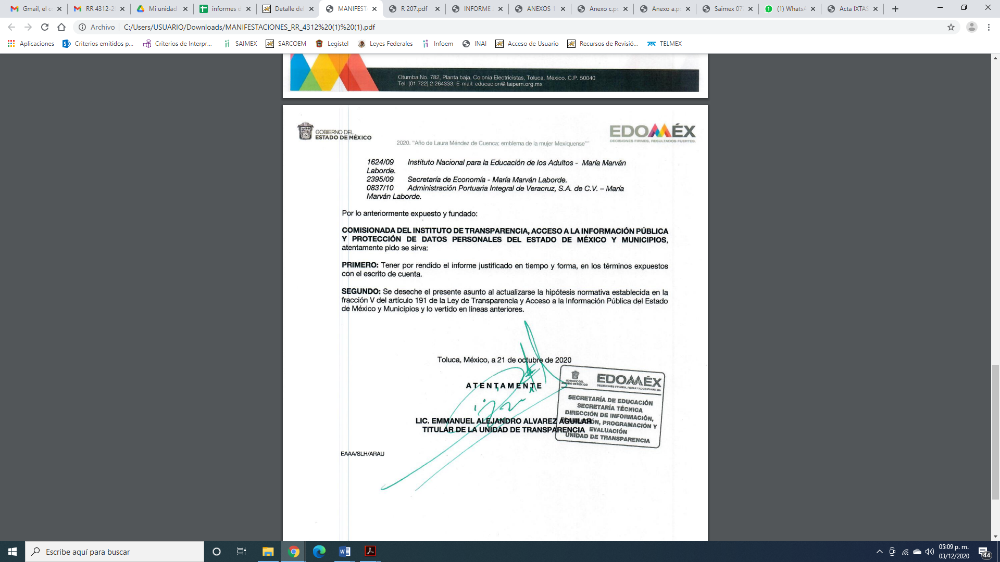 Gmail, el c
RR 4312-2
Mi unidad
informes d
Detalle del
MANIFEST
R 207.pdf
INFORME
ANEXOS 1
Anexo c.pd
Anexo a.pd
Saimex 07
(1) WhatsA
Acta IXTAS
Archivo
C:/Users/USUARIO/Downloads/MANIFESTACIONES_RR_4312%20(1)%20(1).pdf
Aplicaciones
Criterios emitidos p...
Criterios de Interpr...
SAIMEX
SARCOEM
Legistel
Leyes Federales
Infoem
INAI
Acceso de Usuario
Recursos de Revisió...
TELMEX
Otumba No. 782, Planta baja, Colonia Electricistas, Toluca, México. C.P. 50040
Tel. (01 722) 2 264333, E-mail: educacion@itaipem.org.mx
GOBIERNO DEL
ESTADO DE MÉXICO
2020. “Año de Laura Méndez de Cuenca; emblema de la mujer Mexiquense””
EDOMÉX
DECISIONES FIRMES, RESULTADOS FUERTES.
1624/09 Instituto Nacional para la Educación de los Adultos - María Marván
Laborde.
2395/09 Secretaría de Economía - María Marván Laborde.
0837/10 Administración Portuaria Integral de Veracruz, S.A. de C.V. – María
Marván Laborde.
Por lo anteriormente expuesto y fundado:
COMISIONADA DEL INSTITUTO DE TRANSPARENCIA, ACCESO A LA INFORMACIÓN PÚBLICA
Y PROTECCIÓN DE DATOS PERSONALES DEL ESTADO DE MÉXICO Y MUNICIPIOS,
atentamente pido se sirva:
PRIMERO: Tener por rendido el informe justificado en tiempo y forma, en los términos expuestos
con el escrito de cuenta.
SEGUNDO: Se deseche el presente asunto al actualizarse la hipótesis normativa establecida en la
fracción V del artículo 191 de la Ley de Transparencia y Acceso a la Información Pública del Estado
de México y Municipios y lo vertido en líneas anteriores.
Toluca, México, a 21 de octubre de 2020
ATENTAMENTE
LIC. EMMANUEL ALEJANDRO ALVAREZ AGUILAR
TITULAR DE LA UNIDAD DE TRANSPARENCIA
GOBIERNO DEL
ESTADO DE MÉXICO
EDOMÉX
DECISIONES FIRMES, RESULTADOS FUERTES.
SECRETARÍA DE EDUCACIÓN
SECRETARÍA TÉCNICA
DIRECCIÓN DE INFORMACIÓN,
PLANEACIÓN, PROGRAMACIÓN Y
EVALUACIÓN
UNIDAD DE TRANSPARENCIA
EAAA/SLH/ARAU
Escribe aquí para buscar
05:09 p. m.
03/12/2020
44